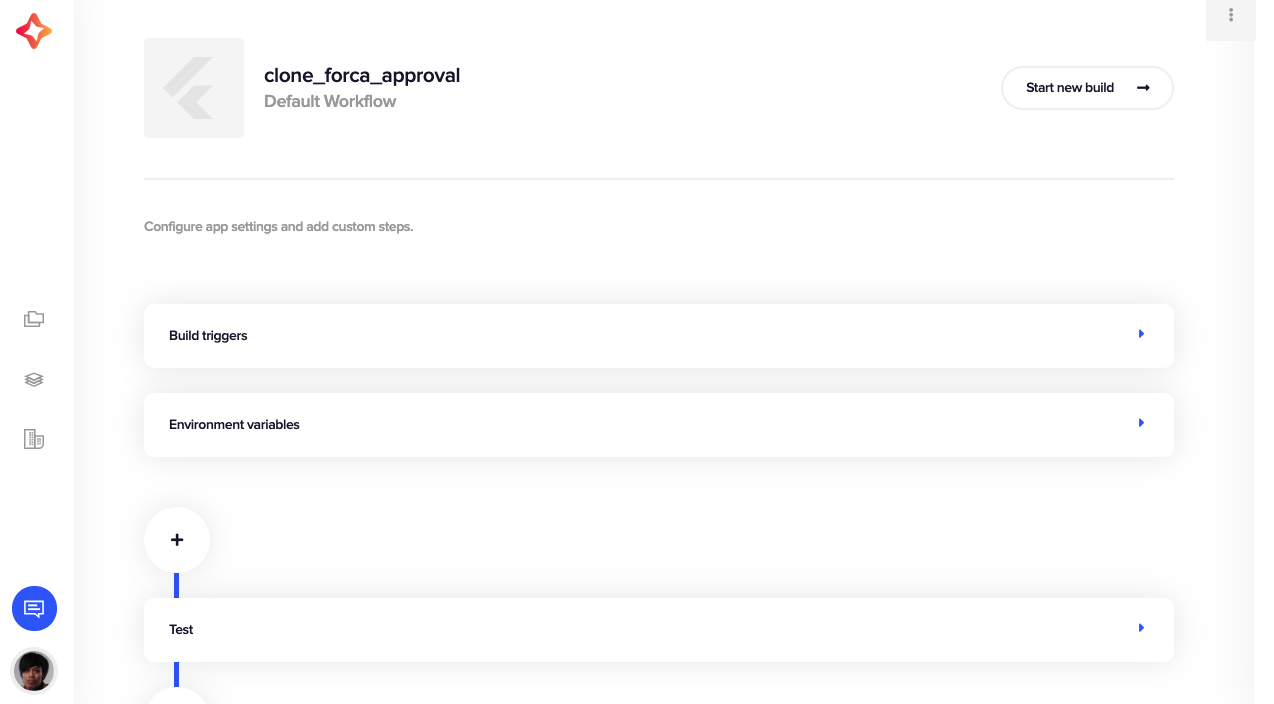 clone_forca_approval
Default Workflow
Start new build
Configure app settings and add custom steps.
Build triggers
Environment variables
Test